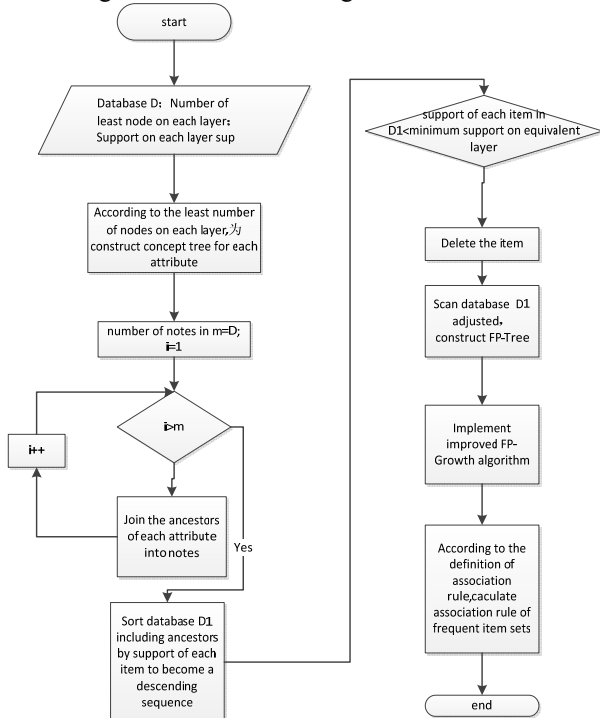 start
Database D：Number of
least node on each layer；
Support on each layer sup
According to the least number
of nodes on each layer,为
construct concept tree for each
attribute
number of notes in m=D;
i=1
i>m
i++
Join the ancestors
of each attribute
into notes
Yes
Sort database D1
including ancestors
by support of each
item to become a
descending
sequence
support of each item in
D1<minimum support on equivalent
layer
Delete the item
Scan database D1
adjusted，
construct FP-Tree
Implement
improved FP-
Growth algorithm
According to the
definition of
association
rule,caculate
association rule of
frequent item sets
end